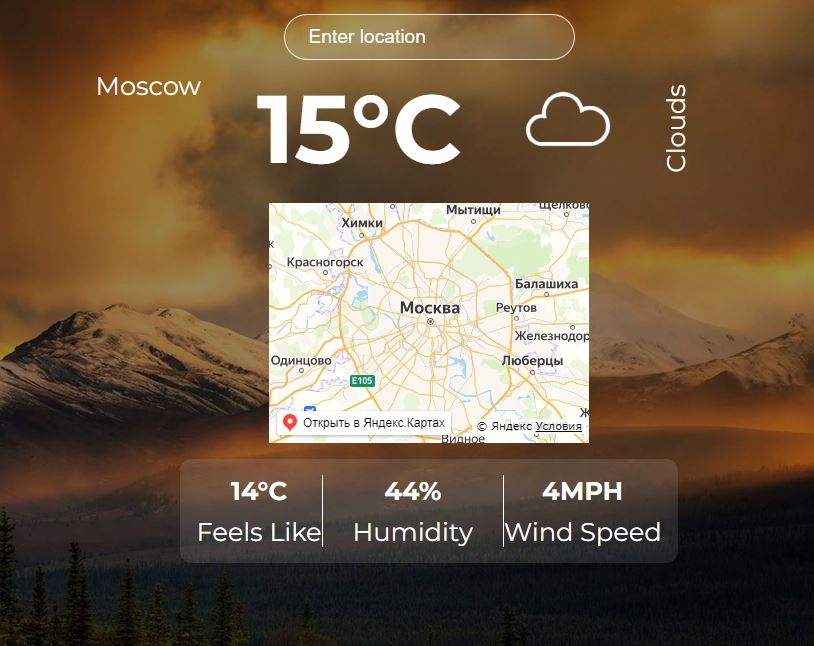 Enter location
Moscow
15°C
Clouds
Мытищи
Щёлково
Химки
Красногорск
Балашиха
Москва
Реутов
Железнодор
Одинцово
Люберцы
E105
Открыть в Яндекс.Картах
© Яндекс Условия
Видное
14°C
44%
4MPH
Feels Like
Humidity
Wind Speed